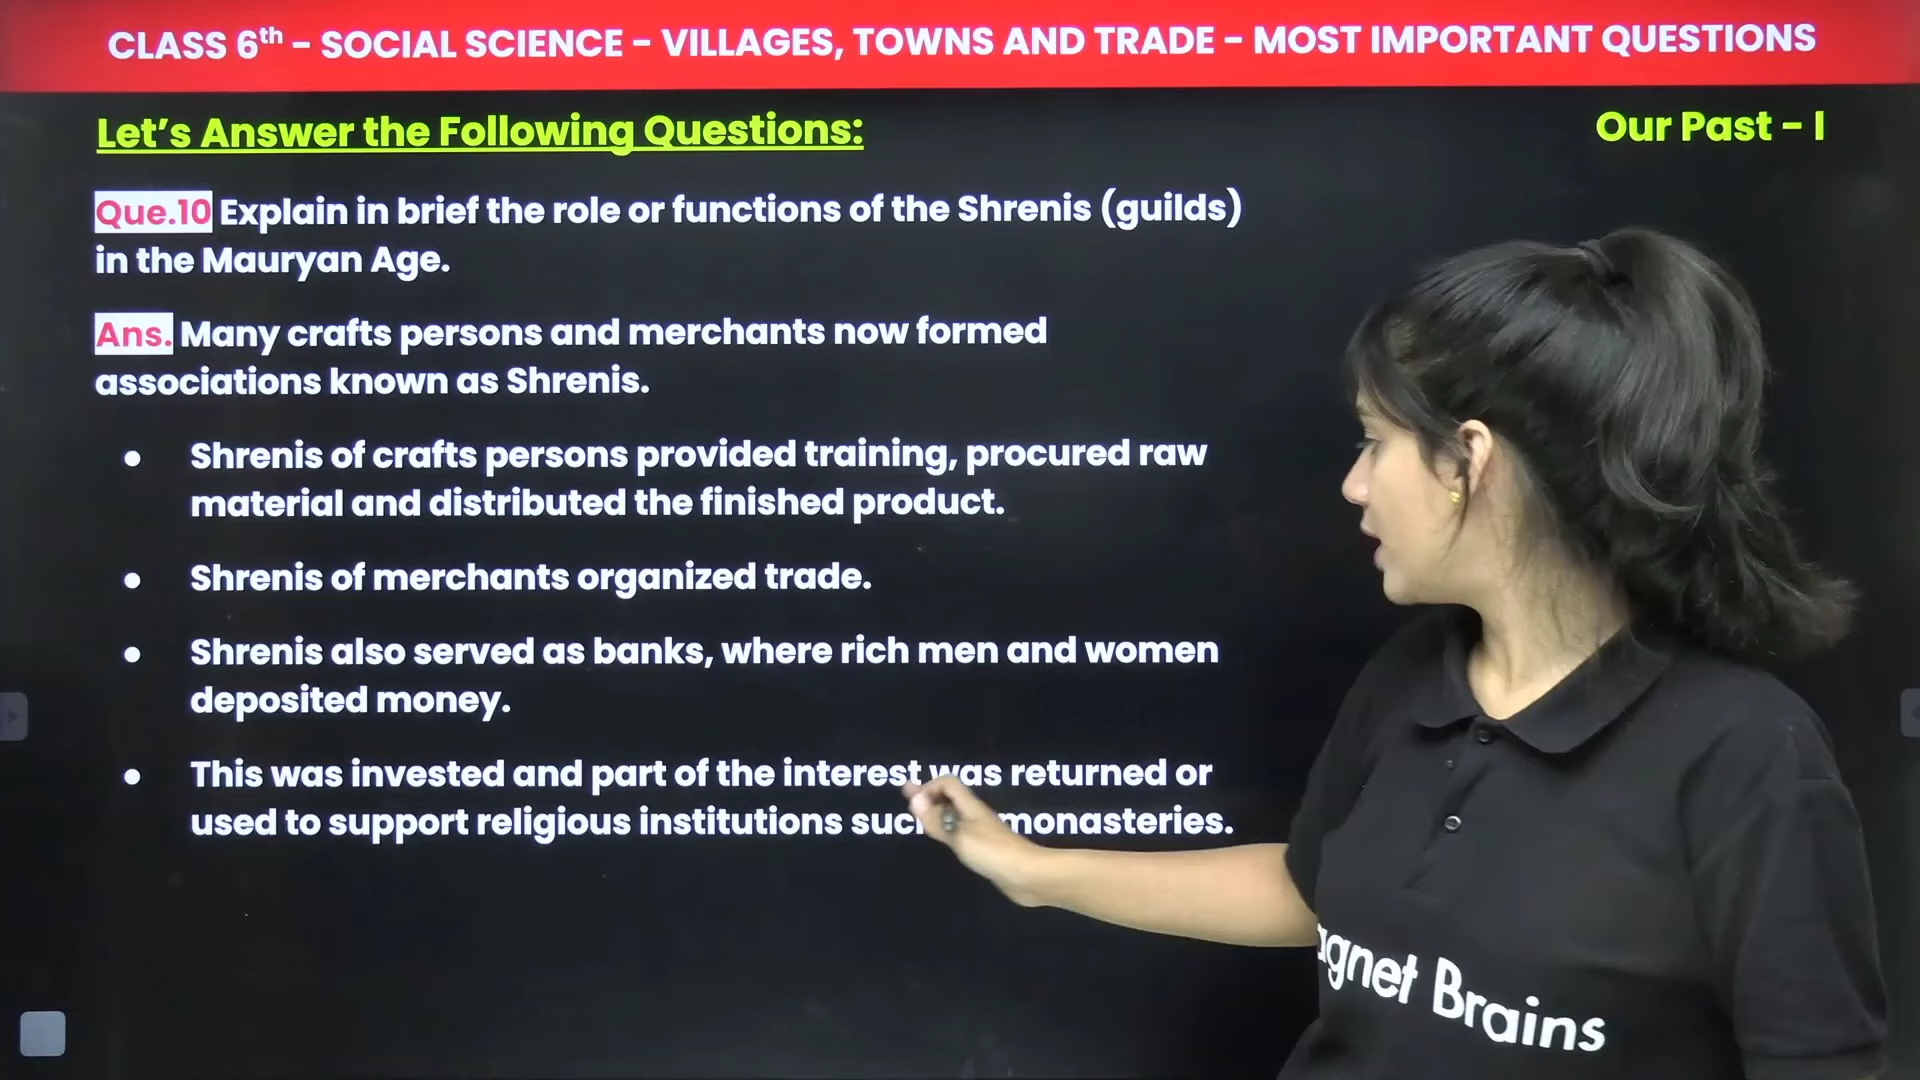 CLASS 6th - SOCIAL SCIENCE - VILLAGES, TOWNS AND TRADE - MOST IMPORTANT QUESTIONS
Let's Answer the Following Questions:
Our Past - I
Que.10 Explain in brief the role or functions of the Shrenis (guilds)
in the Mauryan Age.
Ans. Many crafts persons and merchants now formed
associations known as Shrenis.
● Shrenis of crafts persons provided training, procured raw
material and distributed the finished product.
● Shrenis of merchants organized trade.
● Shrenis also served as banks, where rich men and women
deposited money.
● This was invested and part of the interest was returned or
used to support religious institutions monasteries.
Brains